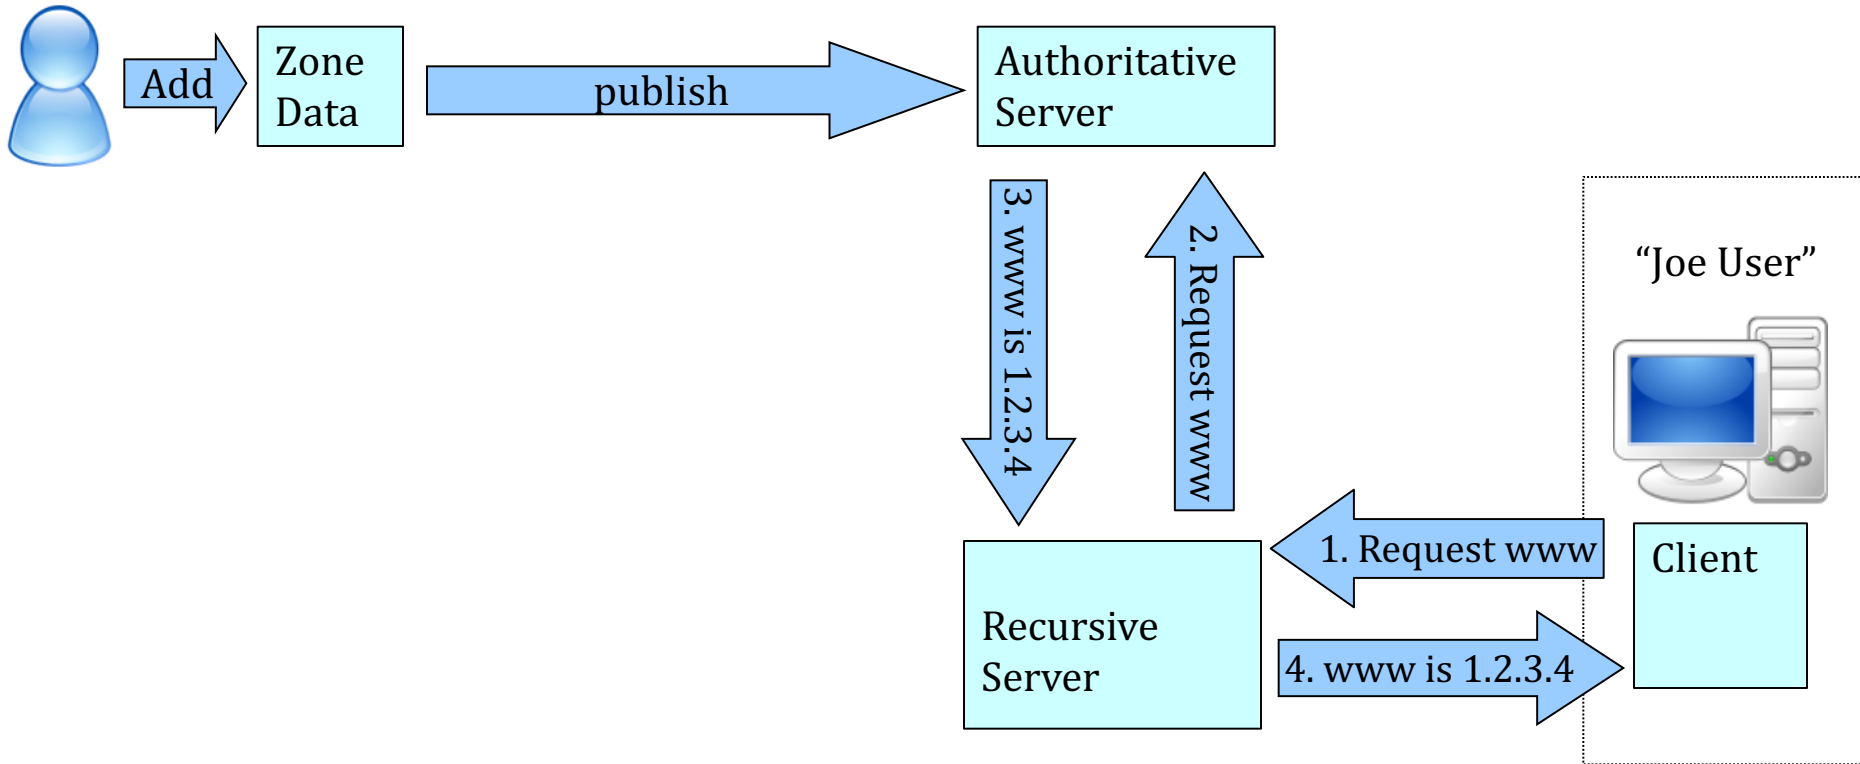 Add
Zone
Data
publish
Authoritative
Server
3. www is 1.2.3.4
2. Request www
“Joe User”
1. Request www
Client
Recursive
Server
4. www is 1.2.3.4